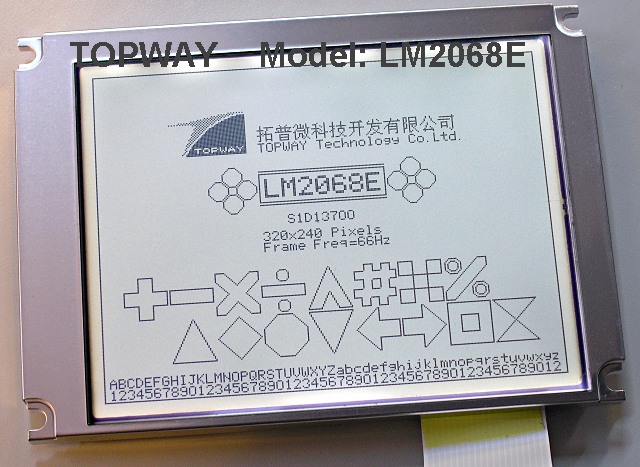 TOPWAY Model: LM2068E
拓普微科技开发有限公司
TOPWAY
TOPWAY Technology Co.Ltd.
LM2068E
S1D13700
320x240 Pixels
Frame Freq=66Hz
ABCDEFGHIJKLMNOPQRSTUVWXYZabcdefghijklmnopqrstuvwxyz
1234567890123456789012345678901234567890123456789012